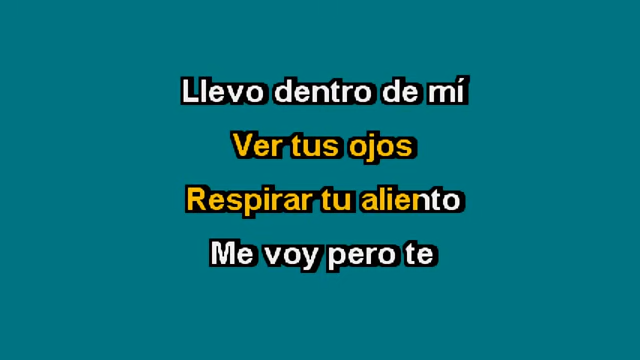 Llevo dentro de mí
Ver tus ojos
Respirar tu aliento
Me voy pero te